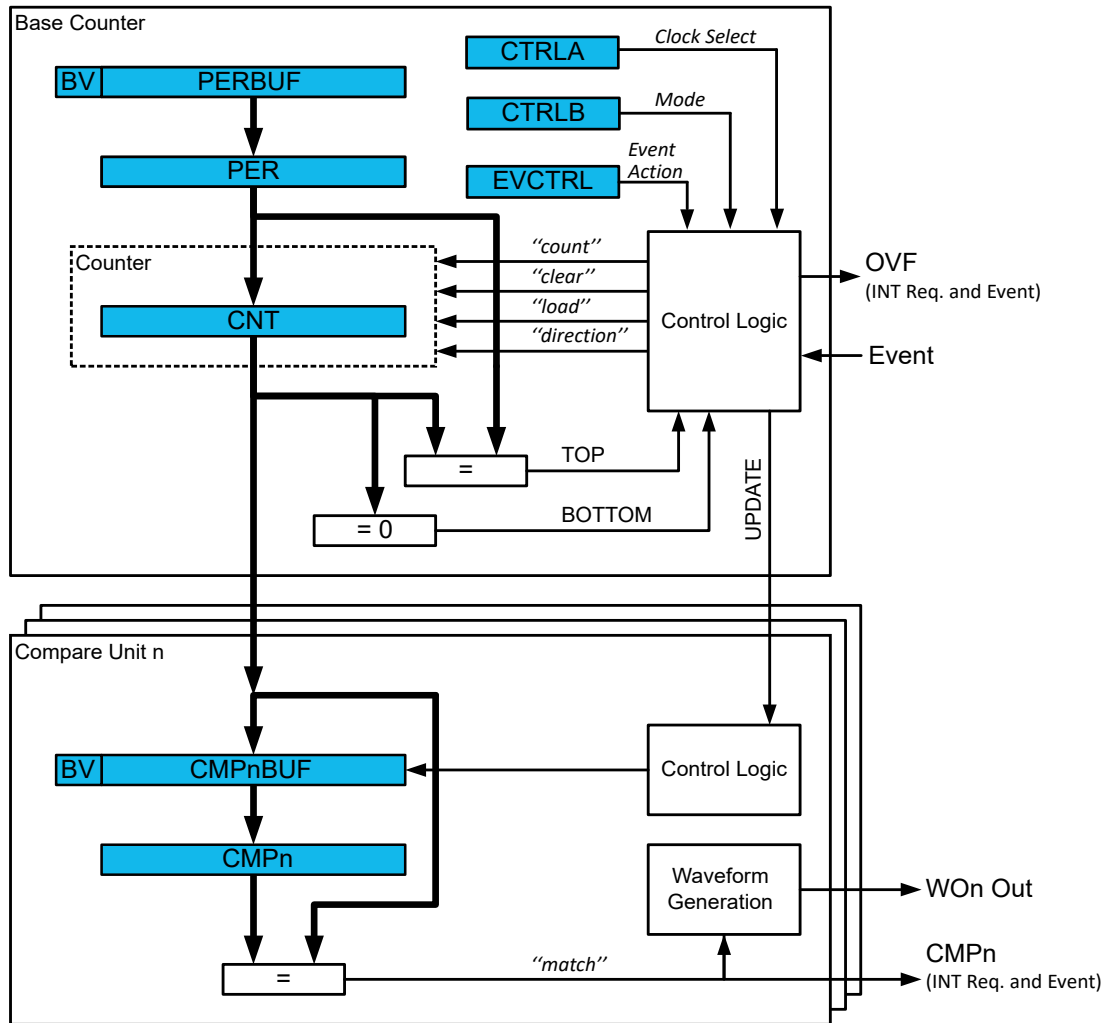 Base Counter
CTRLA
Clock Select
BV
PERBUF
CTRLB
Mode
PER
EVCTRL
Event
Action
Counter
CNT
“count”
“clear”
“load”
“direction”
Control Logic
OVF
(INT Req. and Event)
Event
=
TOP
= 0
BOTTOM
UPDATE
Compare Unit n
BV
CMPnBUF
Control Logic
CMPn
Waveform
Generation
WOn Out
=
“match”
CMPn
(INT Req. and Event)